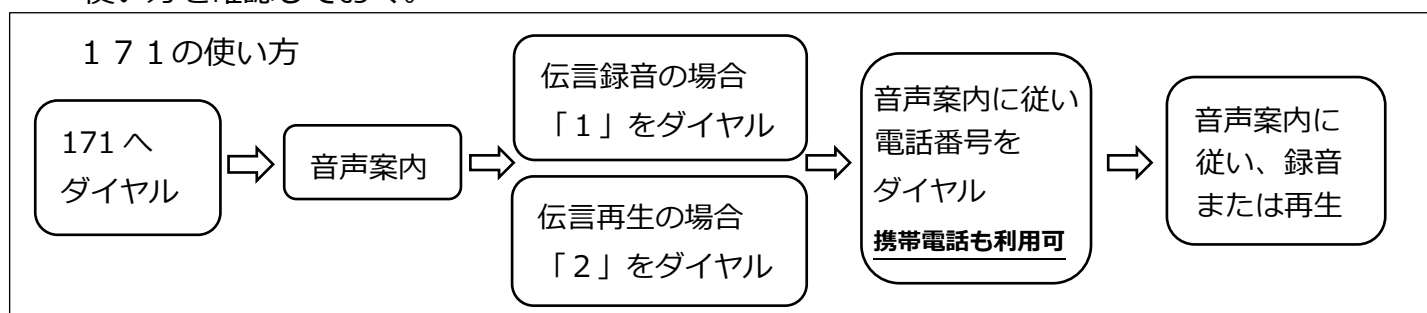 使い方を確認しておく。
１７１の使い方
171 へ
ダイヤル
音声案内
伝言録音の場合
「１」をダイヤル
伝言再生の場合
「２」をダイヤル
音声案内に従い
電話番号を
ダイヤル
携帯電話も利用可
音声案内に
従い、録音
または再生